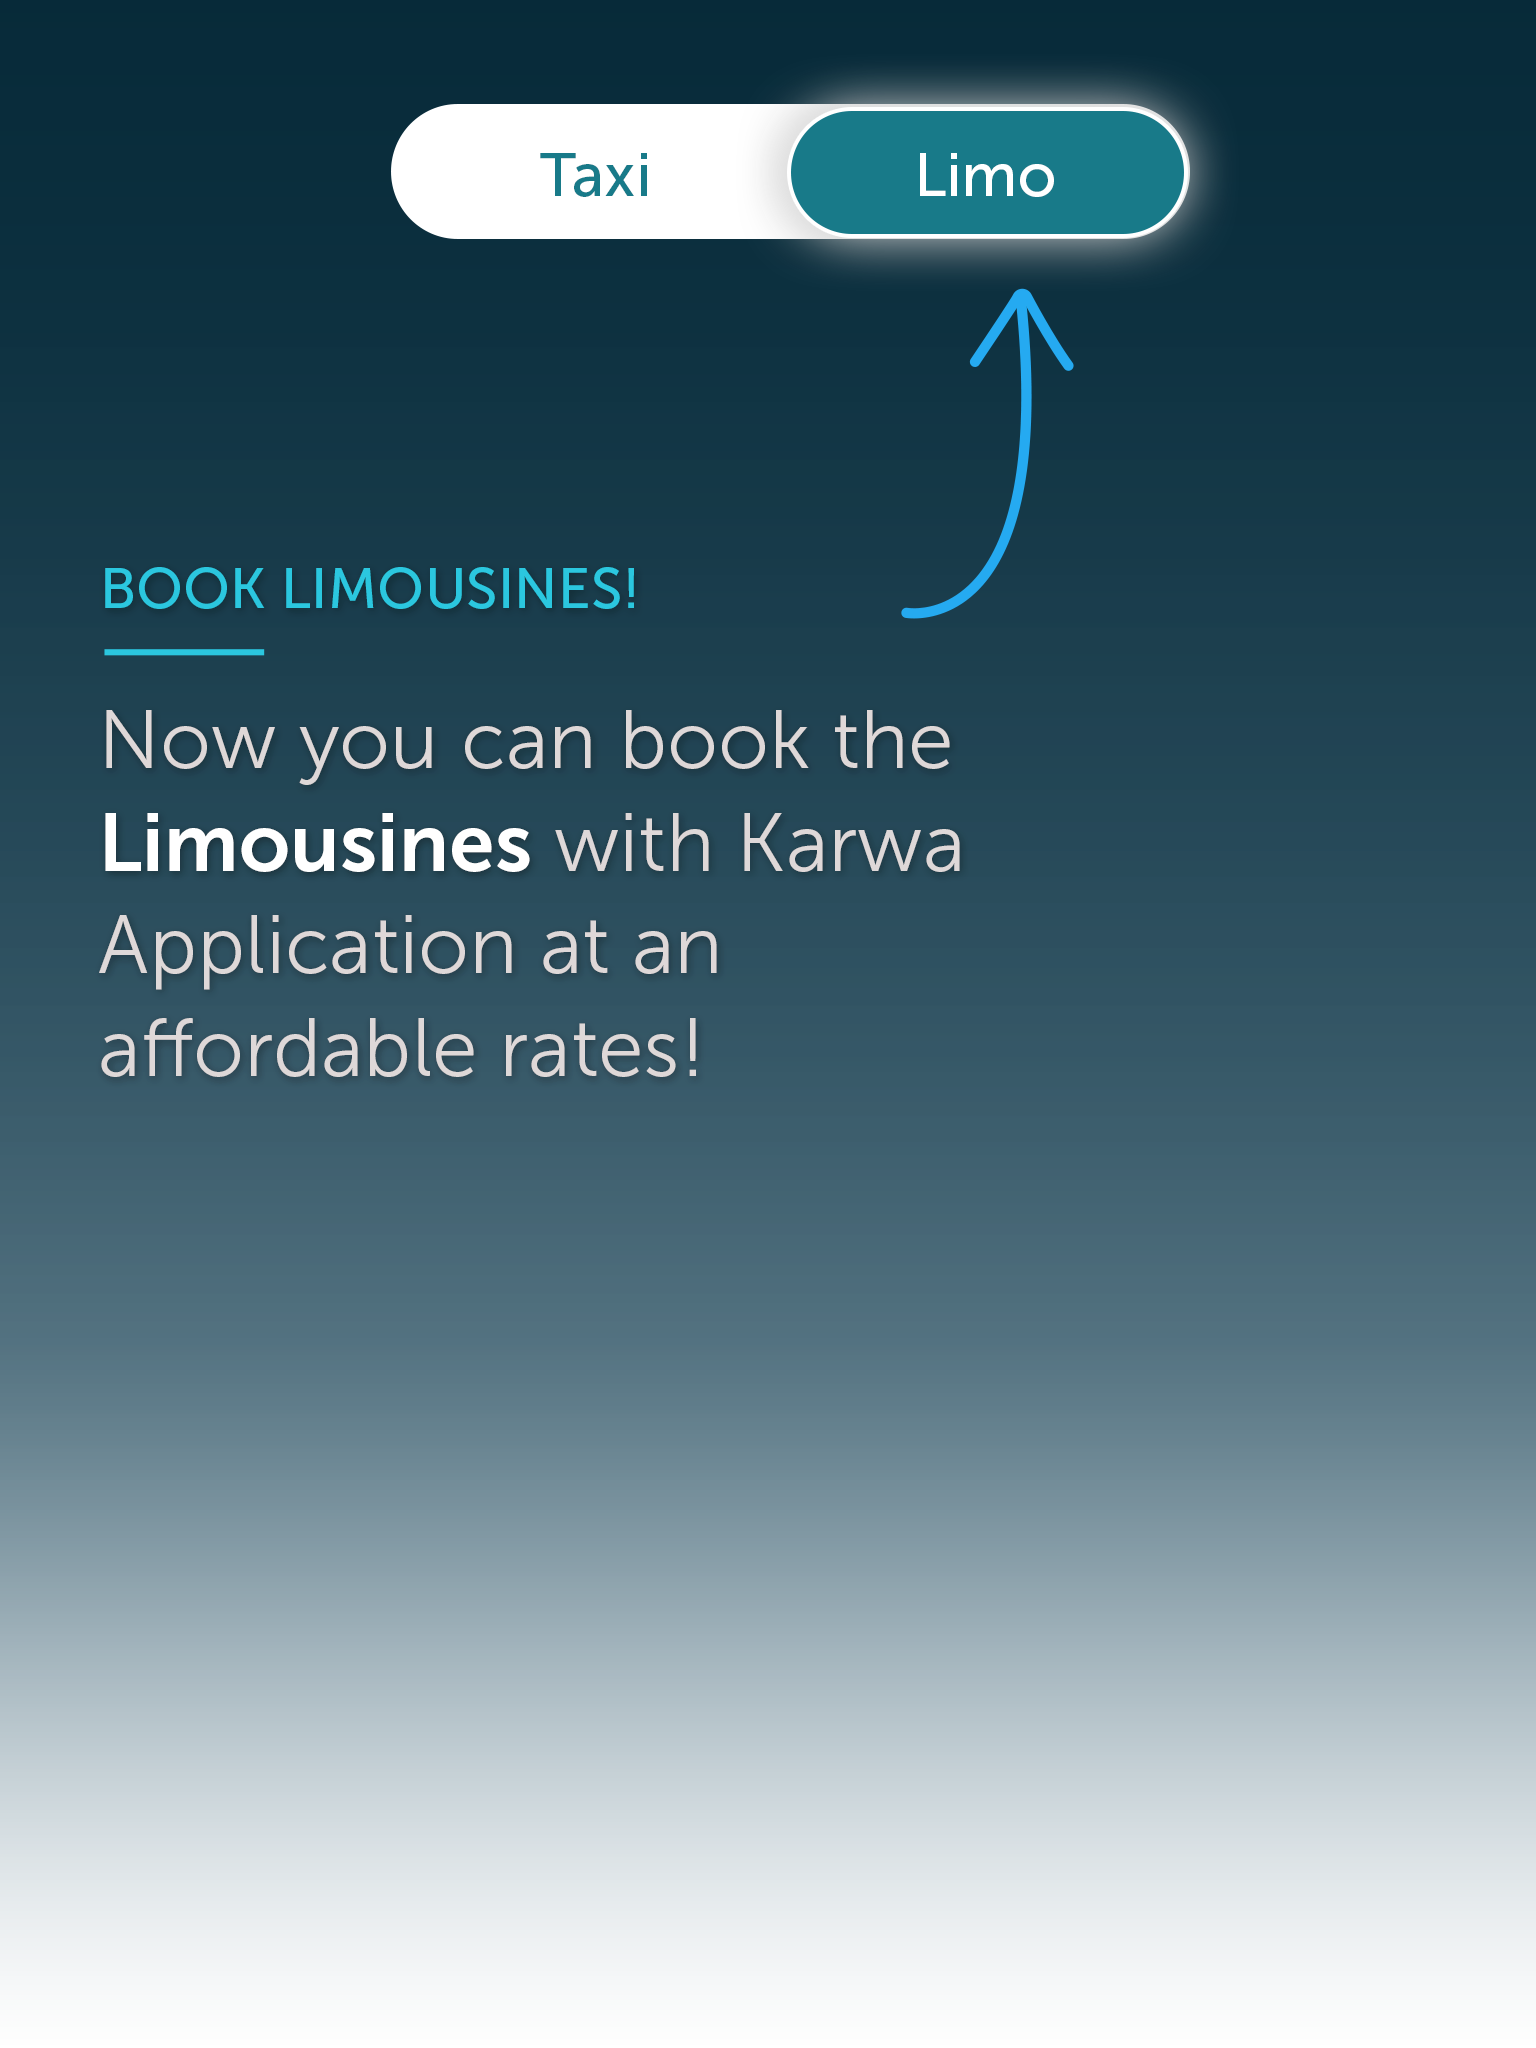 Taxi Limo
BOOK LIMOUSINES!
Now you can book the
Limousines with Karwa
Application at an
affordable rates!